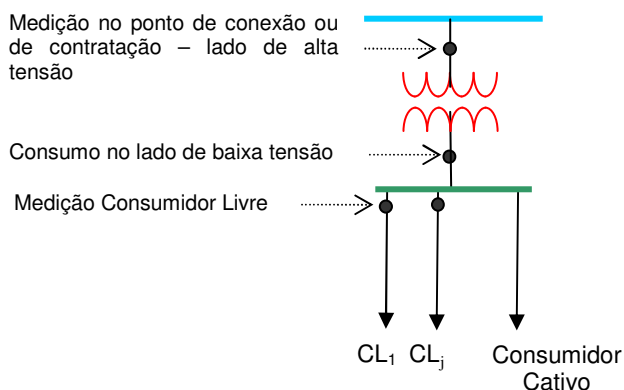 Medição no ponto de conexão ou
de contratação – lado de alta
tensão
Consumo no lado de baixa tensão
Medição Consumidor Livre
CL1 CLj Consumidor
Cativo